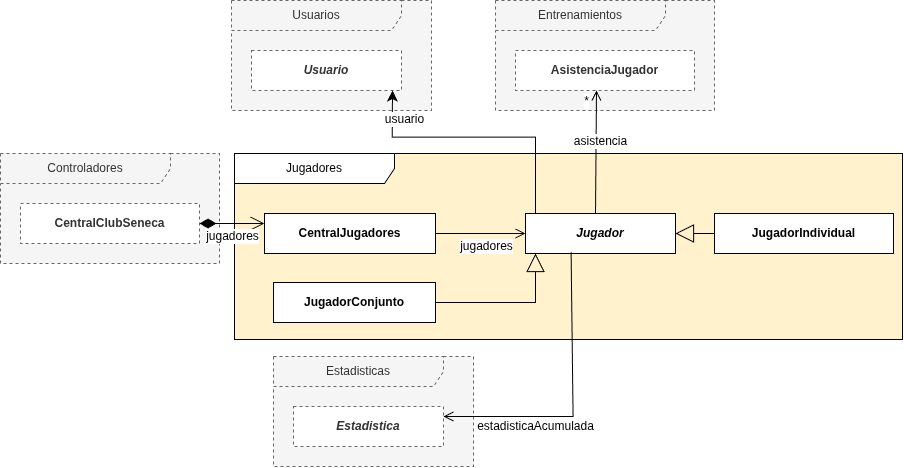 Usuarios
Entrenamientos
Usuario
AsistenciaJugador
*
usuario
asistencia
Controladores
Jugadores
CentralClubSeneca
jugadores
CentralJugadores
jugadores
Jugador
JugadorIndividual
JugadorConjunto
Estadisticas
Estadistica
estadisticaAcumulada